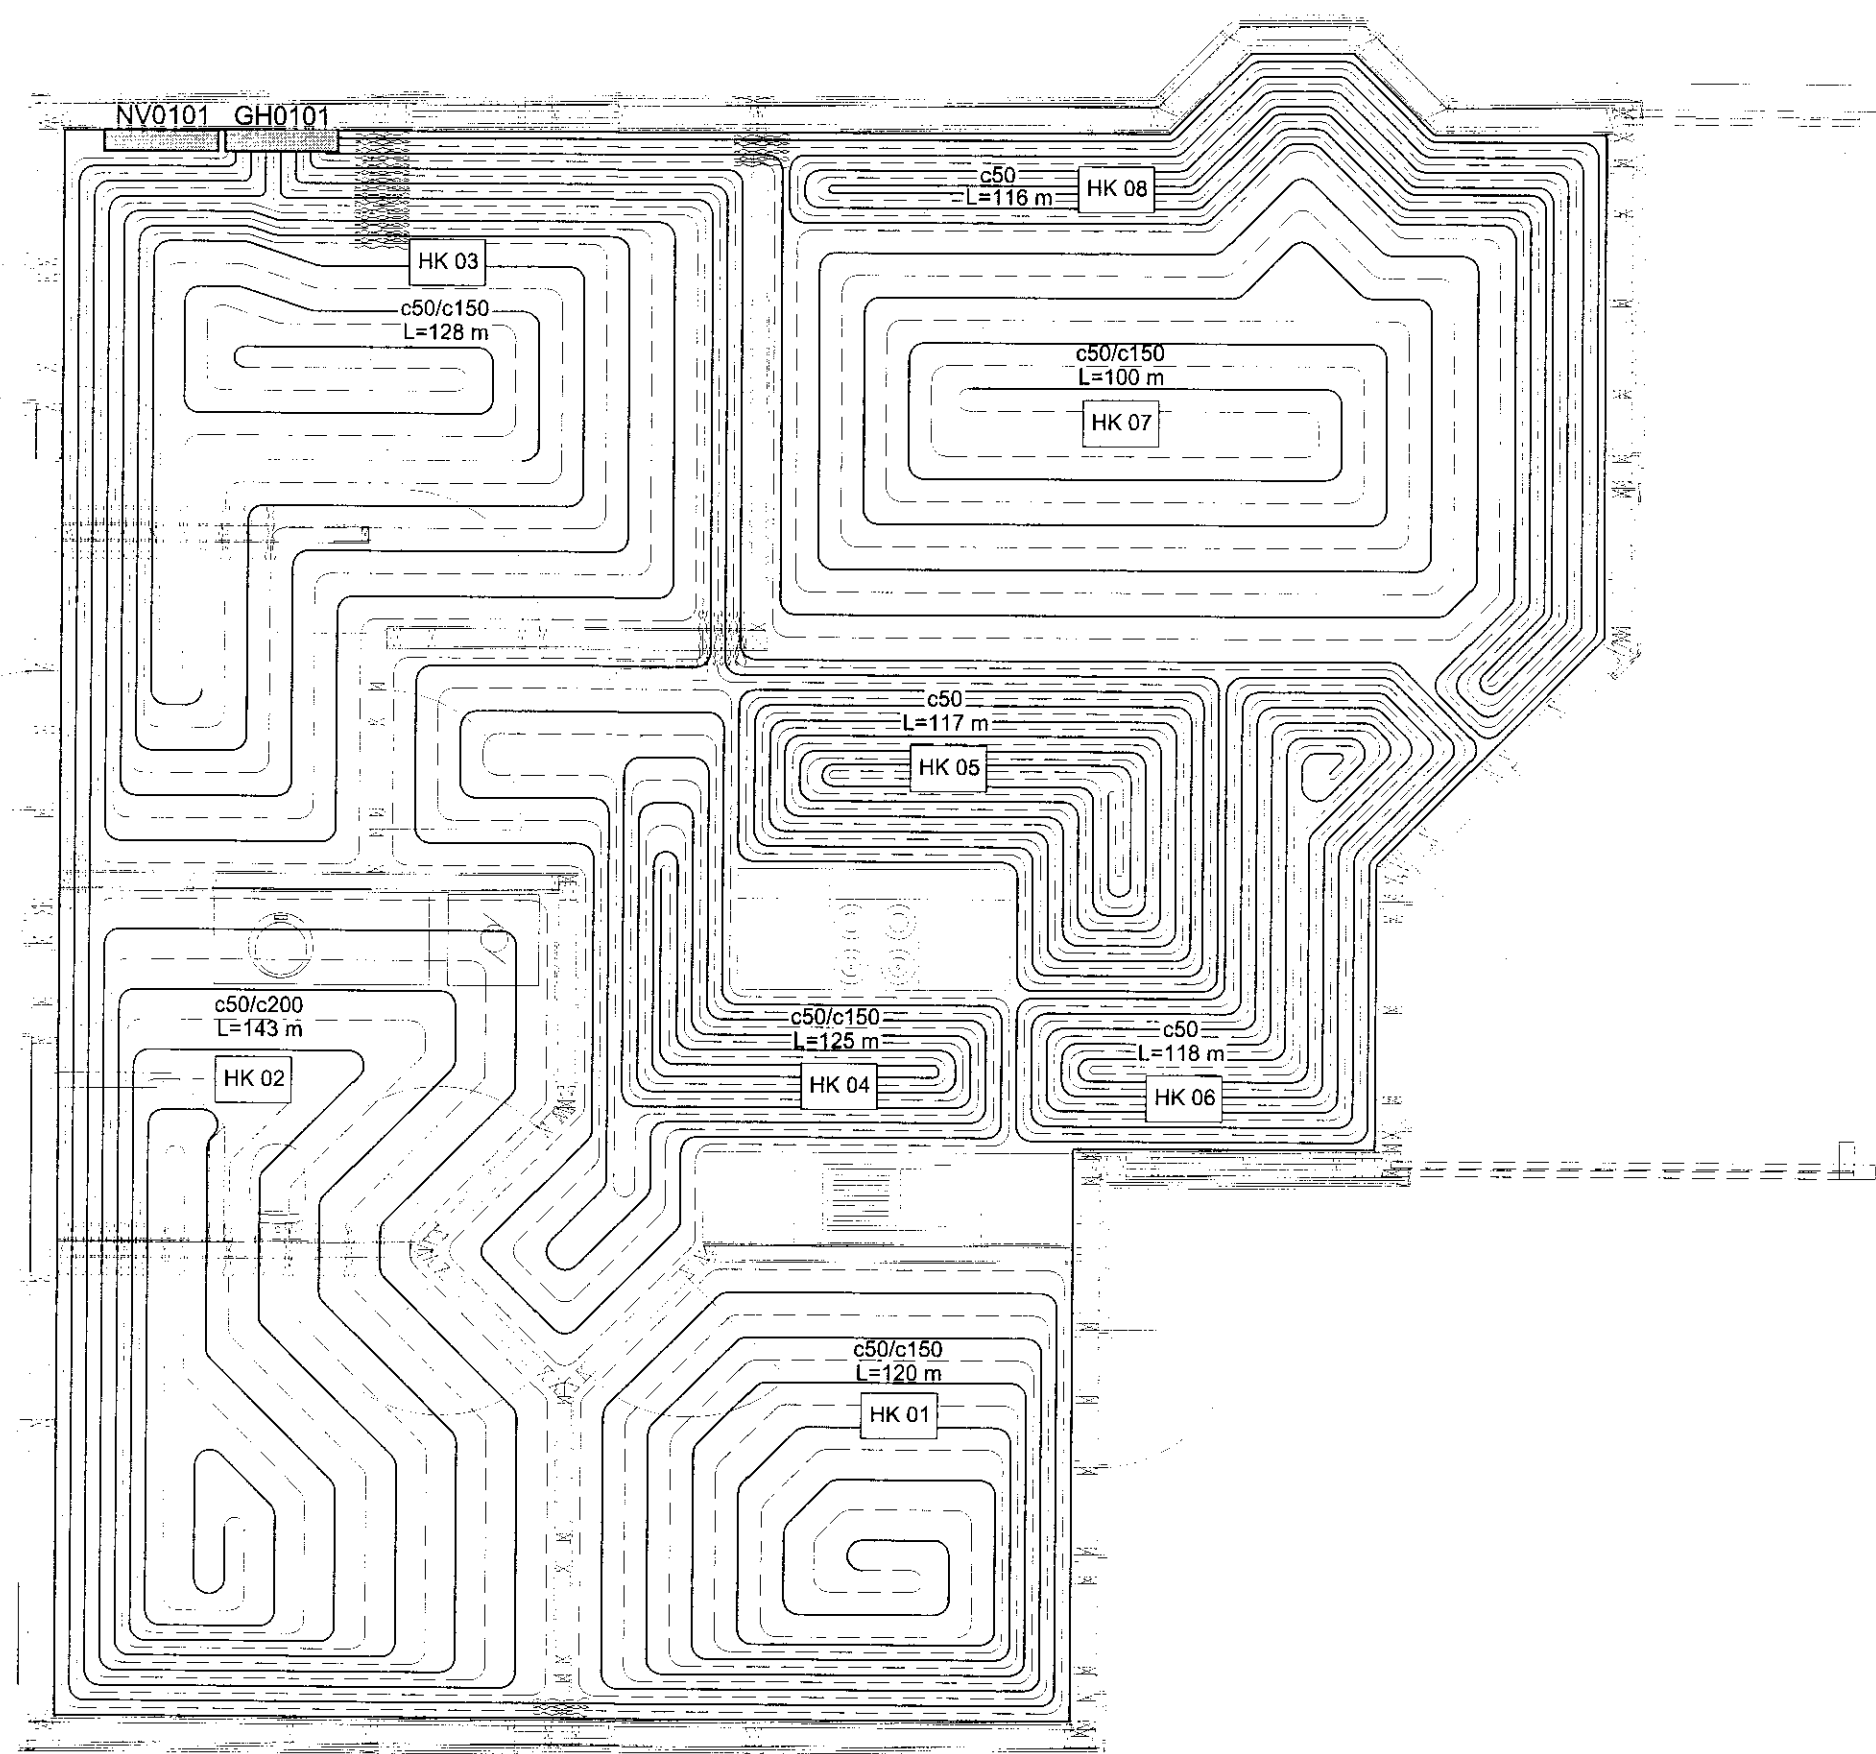 NV0101 GH0101
c50
L=116 m
HK 08
HK 03
c50/c150
L=128 m
c50/c150
L=100 m
HK 07
c50
L=117 m
HK 05
c50/c200
L=143 m
HK 02
c50/c150
L=125 m
HK 04
c50
L=118 m
HK 06
c50/c150
L=120 m
HK 01